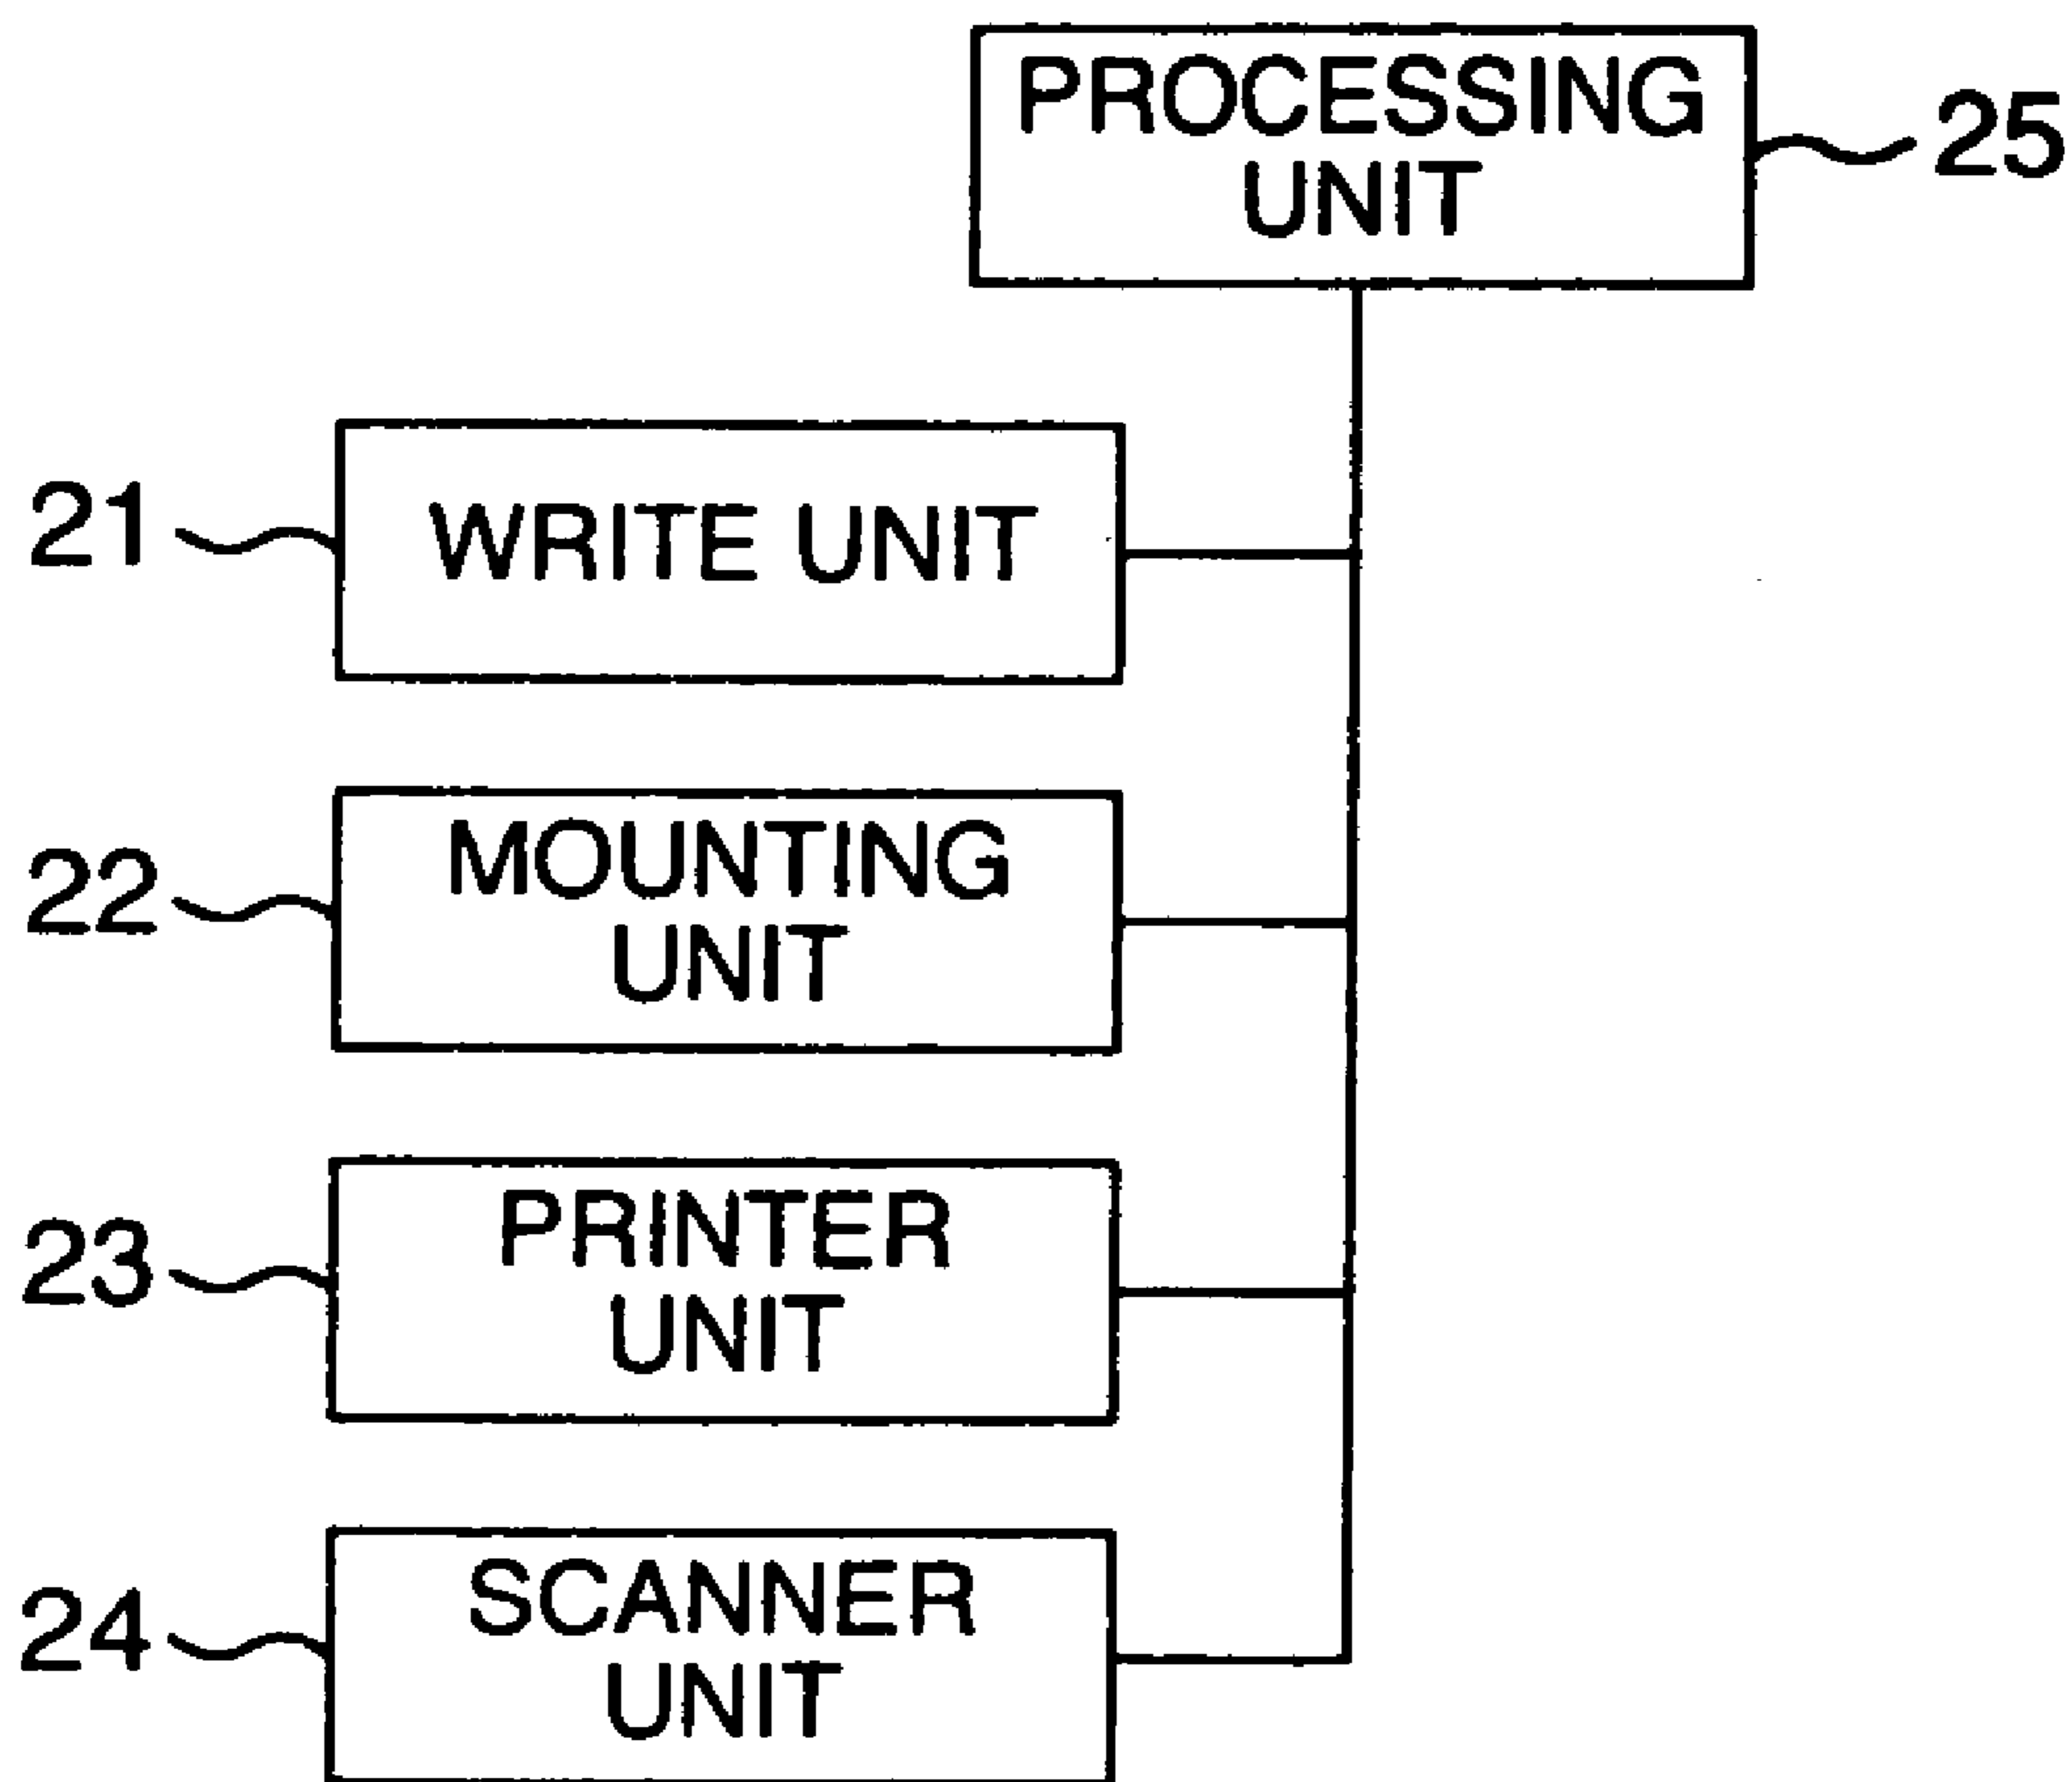 PROCESSING
UNIT
25
21
WRITE UNIT
22
MOUNTING
UNIT
23
PRINTER
UNIT
24
SCANNER
UNIT